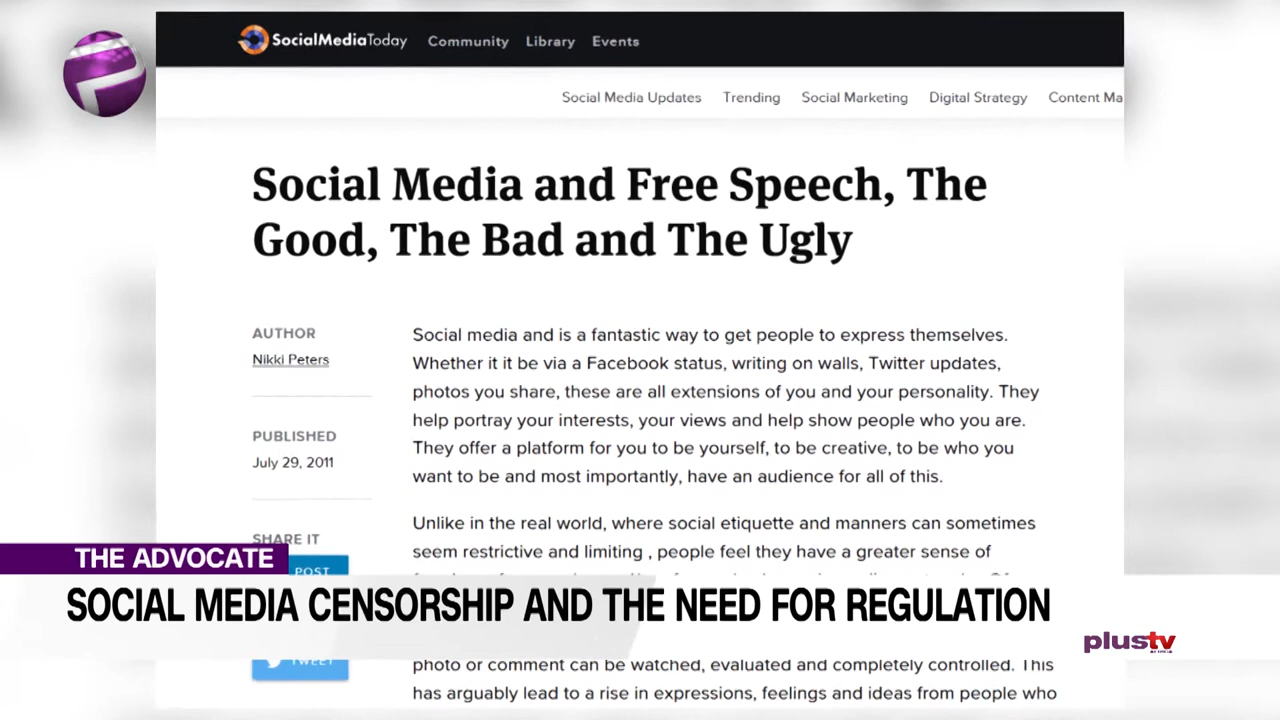 SocialMediaToday Community Library Events
Social Media Updates Trending Social Marketing Digital Strategy Content Ma
Social Media and Free Speech, The
Good, The Bad and The Ugly
AUTHOR
Nikki Peters
PUBLISHED
July 29, 2011
SHARE IT
POST
TWEET
Social media and is a fantastic way to get people to express themselves.
Whether it it be via a Facebook status, writing on walls, Twitter updates,
photos you share, these are all extensions of you and your personality. They
help portray your interests, your views and help show people who you are.
They offer a platform for you to be yourself, to be creative, to be who you
want to be and most importantly, have an audience for all of this.
Unlike in the real world, where social etiquette and manners can sometimes
seem restrictive and limiting , people feel they have a greater sense of
photo or comment can be watched, evaluated and completely controlled. This
has arguably lead to a rise in expressions, feelings and ideas from people who
THE ADVOCATE
SOCIAL MEDIA CENSORSHIP AND THE NEED FOR REGULATION
plustv